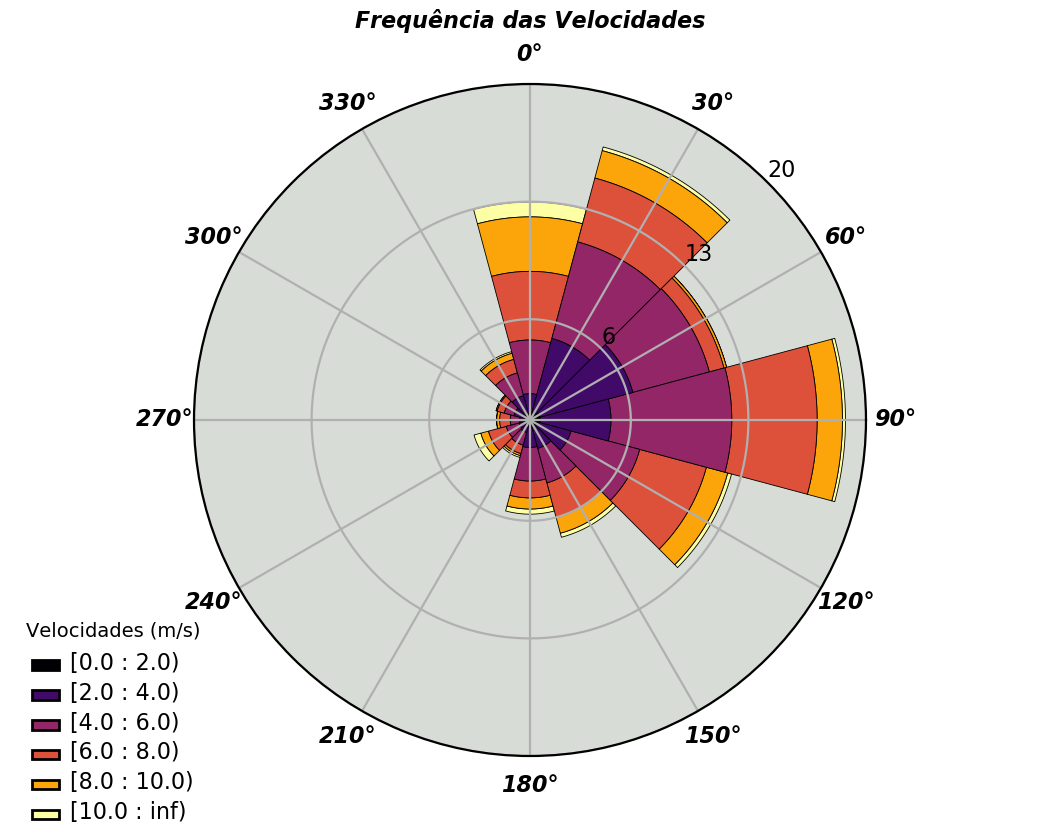 Frequência das Velocidades
0°
330°
30°
20
300°
60°
13
6
270°
90°
240°
120°
210°
150°
180°
Velocidades (m/s)
[0.0 : 2.0)
[2.0 : 4.0)
[4.0 : 6.0)
[6.0 : 8.0)
[8.0 : 10.0)
[10.0 : inf)